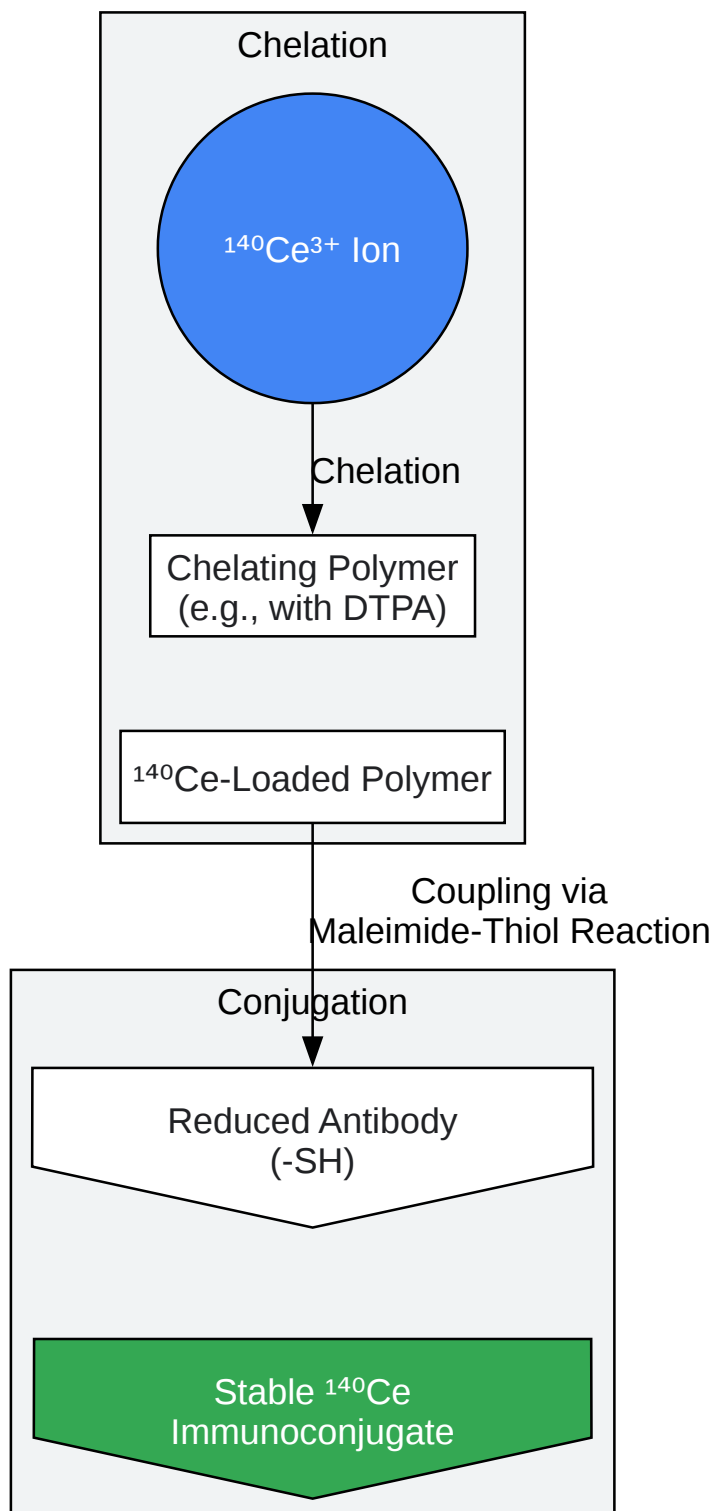 Chelation
¹⁴⁰Ce³⁺ Ion
Chelation
Chelating Polymer
(e.g., with DTPA)
¹⁴⁰Ce-Loaded Polymer
Coupling via
Maleimide-Thiol Reaction
Conjugation
Reduced Antibody
(-SH)
Stable ¹⁴⁰Ce
Immunoconjugate